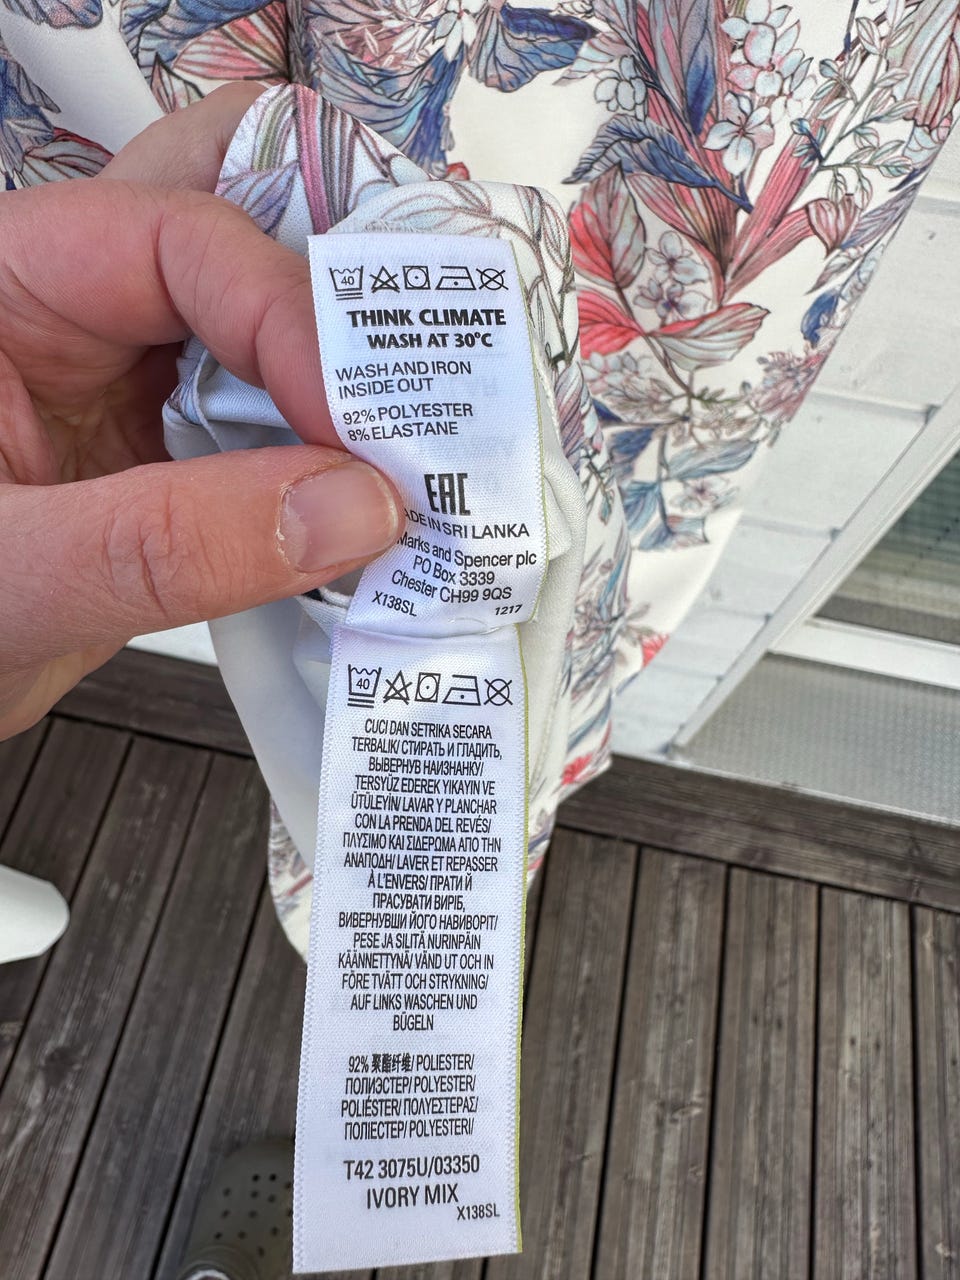 40
THINK CLIMATE
WASH AT 30°C
WASH AND IRON
INSIDE OUT
92% POLYESTER
8% ELASTANE
EAC
IN SRI LANKA
Marks and Spencer plc
PO Box 3339
Chester CH99 9QS
X138SL 1217
40
CUCI DAN SETRIKA SECARA
TERBALIK/ СТИРАТЬ И ГЛАДИТЬ,
ВЫВЕРНУВ НАИЗНАНКУ/
TERSYÜZ EDEREK YIKAYIN VE
ÜTÜLEYİN/ LAVAR Y PLANCHAR
CON LA PRENDA DEL REVÉS/
ΠΛΥΣΙΜΟ ΚΑΙ ΣΙΔΕΡΩΜΑ ΑΠΟ ΤΗΝ
ΑΝΑΠΟΔΗ/ LAVER ET REPASSER
À L'ENVERS/ ПРАТИ Й
ПРАСУВАТИ ВИРІБ,
ВИВЕРНУВШИ ЙОГО НАВИВОРІТ/
PESE JA SILITÄ NURINPÄIN
KÄÄNNETTYNÄ/ VÄND UT OCH IN
FÖRE TVÄTT OCH STRYKNING/
AUF LINKS WASCHEN UND
BÜGELN
92% 聚酯纤维/ POLIESTER/
ПОЛИЭСТЕР/ POLYESTER/
POLIÉSTER/ ΠΟΛΥΕΣΤΕΡΑΣ/
ПОЛІЕСТЕР/ POLYESTERI/
T42 3075U/03350
IVORY MIX
X138SL